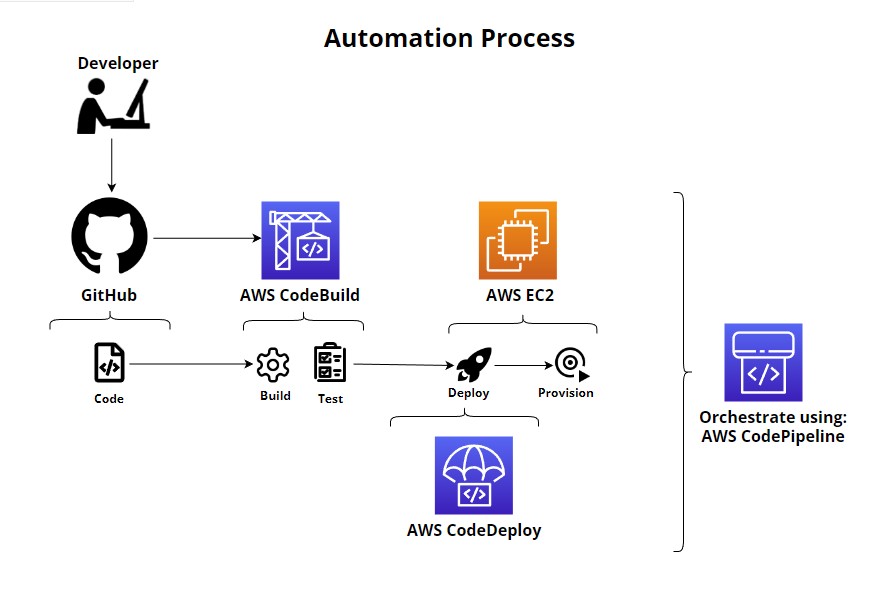 Automation Process
Developer
GitHub
AWS CodeBuild
AWS EC2
Code
Build
Test
Deploy
Provision
AWS CodeDeploy
Orchestrate using:
AWS CodePipeline